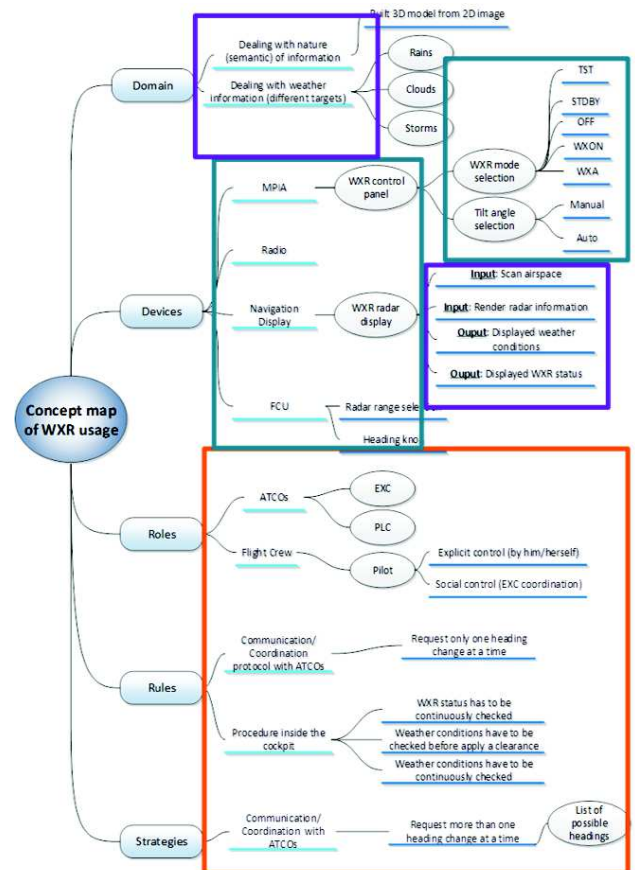 Built 3D model from 2D image
Dealing with nature
(semantic) of information
Domain
Dealing with weather
information (different targets)
Rains
Clouds
Storms
TST
STDBY
OFF
WXON
WXA
WXR mode
selection
MPIA
WXR control
panel
Tilt angle
selection
Manual
Auto
Radio
Input: Scan airspace
Input: Render radar information
Devices
Navigation
Display
WXR radar
display
Ouput: Displayed weather
conditions
Ouput: Displayed WXR status
FCU
Radar range
Heading
Concept map
of WXR usage
ATCOs
EXC
PLC
Roles
Flight Crew
Pilot
Explicit control (by him/herself)
Social control (EXC coordination)
Communication/
Coordination
protocol with ATCOs
Request only one heading
change at a time
Rules
Procedure inside the
cockpit
WXR status has to be
continuously checked
Weather conditions have to be
checked before apply a clearance
Weather conditions have to be
continuously checked
Strategies
Communication/
Coordination with
ATCOs
Request more than one
heading change at a time
List of
possible
headings